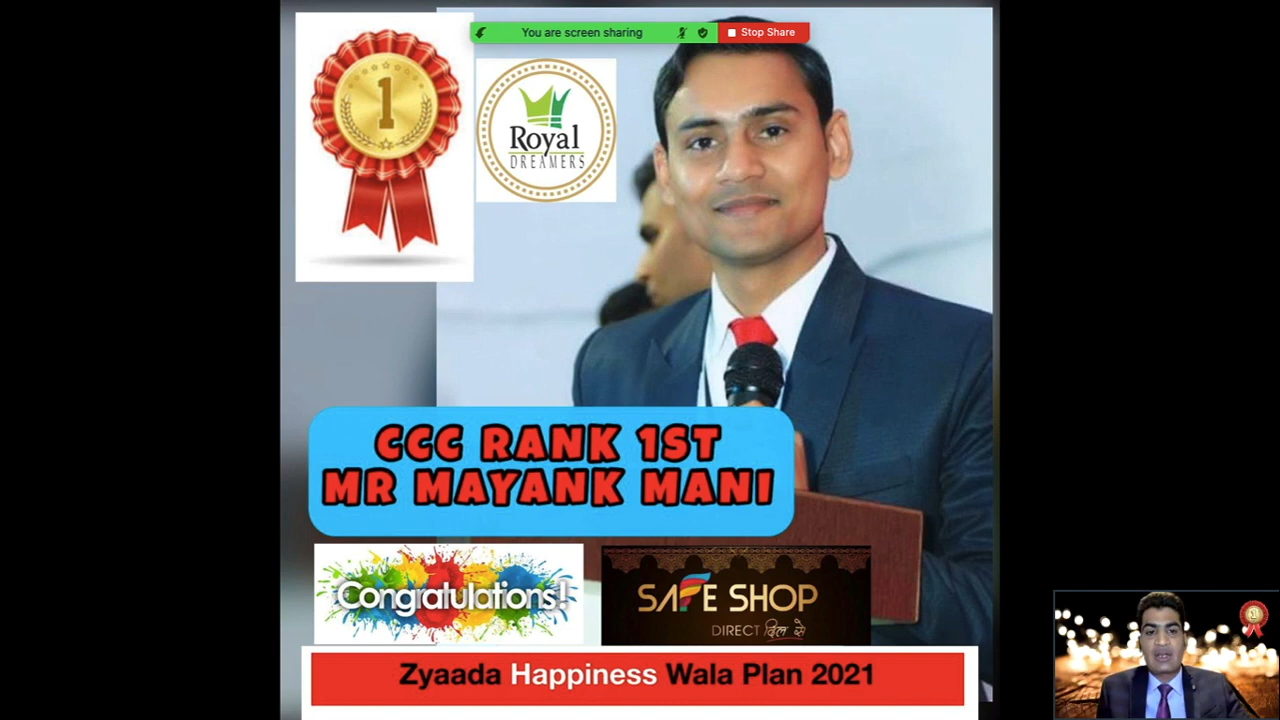 You are screen sharing
Stop Share
1
Royal
DREAMERS
CCC RANK 1ST
MR MAYANK MANI
Congratulations!
SAFE SHOP
DIRECT दिल से
Zyaada Happiness Wala Plan 2021
1